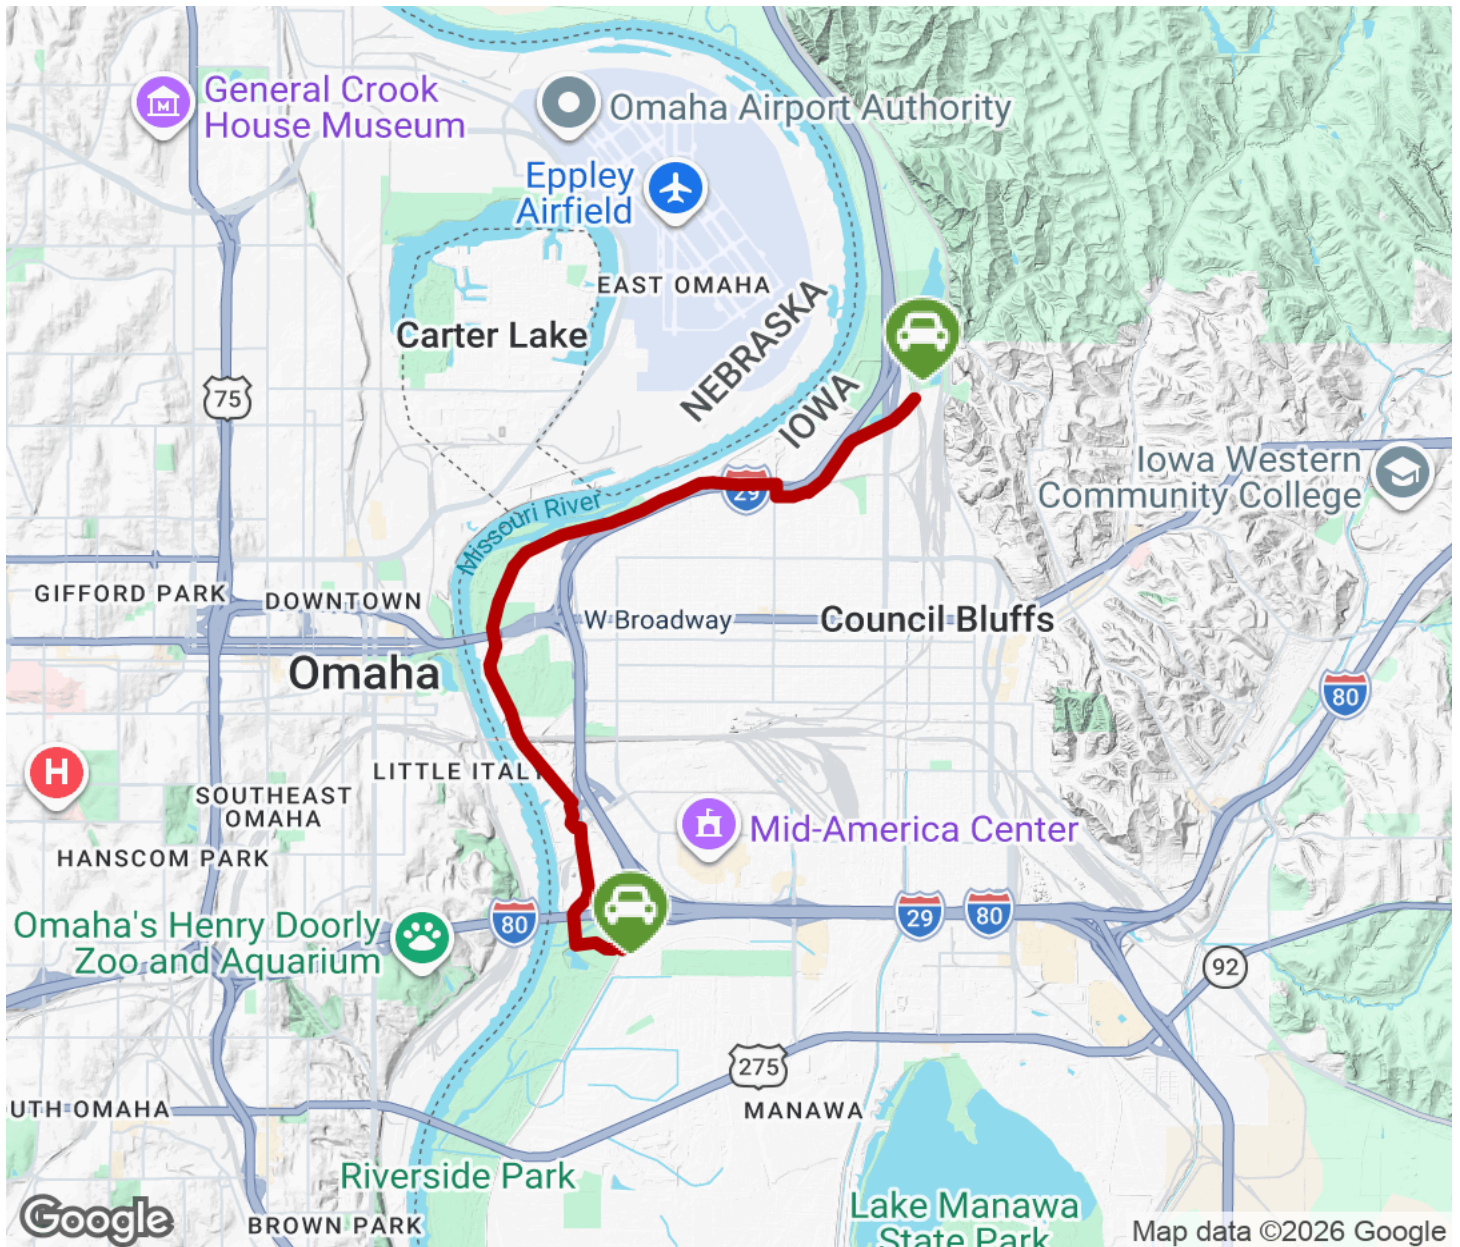 General Crook
House Museum
Omaha Airport Authority
Eppley
Airfield
EAST OMAHA
Carter Lake
NEBRASKA
IOWA
75
Iowa Western
Community College
29
Missouri River
GIFFORD PARK
DOWNTOWN
W Broadway
Council Bluffs
Omaha
80
H
LITTLE ITALY
SOUTHEAST
OMAHA
Mid-America Center
HANSCOM PARK
Omaha's Henry Doorly
Zoo and Aquarium
80
29
80
92
275
UTH OMAHA
MANAWA
Riverside Park
Lake Manawa
State Park
Google
BROWN PARK
Map data ©2026 Google